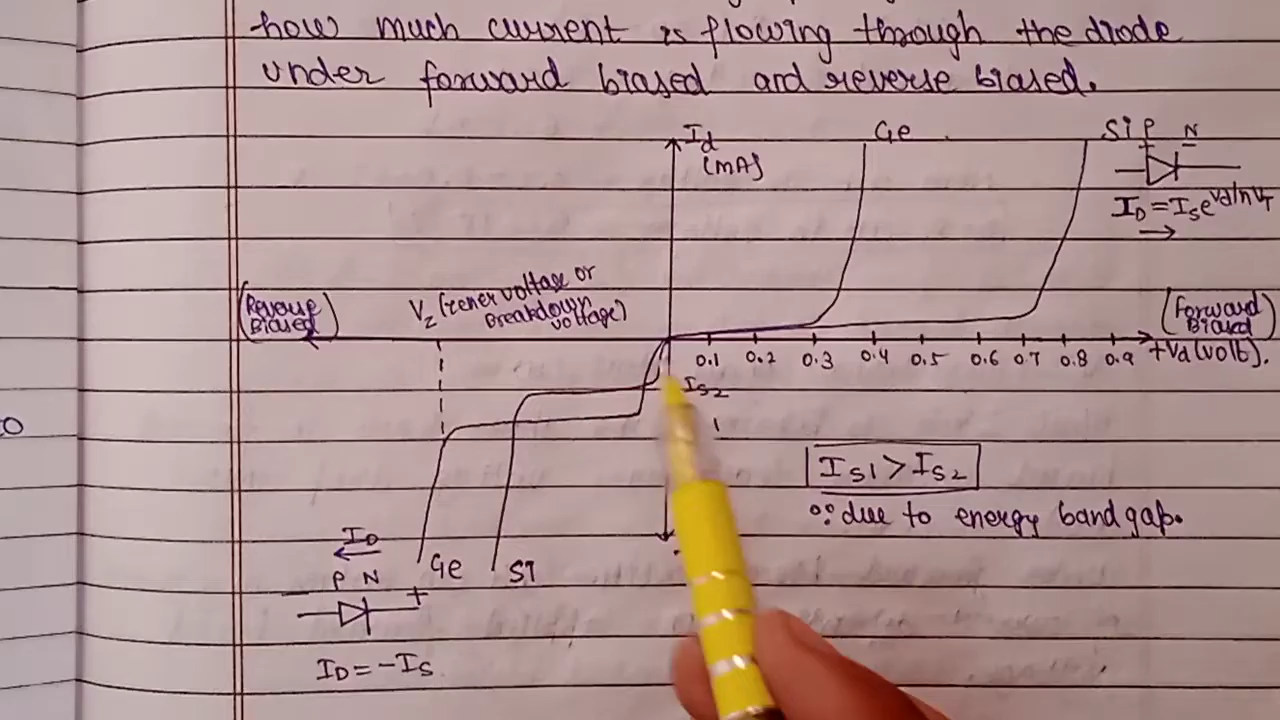 how much current is flowing through the diode
under forward biased and reverse biased.
Id
(mA)
Ge
Si P N
ID = IS e Vd/nVT
(Reverse Biased)
VZ (zener voltage or
Breakdown
voltage)
(Forward Biased)
0.1 0.2 0.3 0.4 0.5 0.6 0.7 0.8 0.9 +Vd (volt).
IS2
IS1 > IS2
∵ due to energy band gap.
ID
Ge
SI
P N
+
ID = -IS